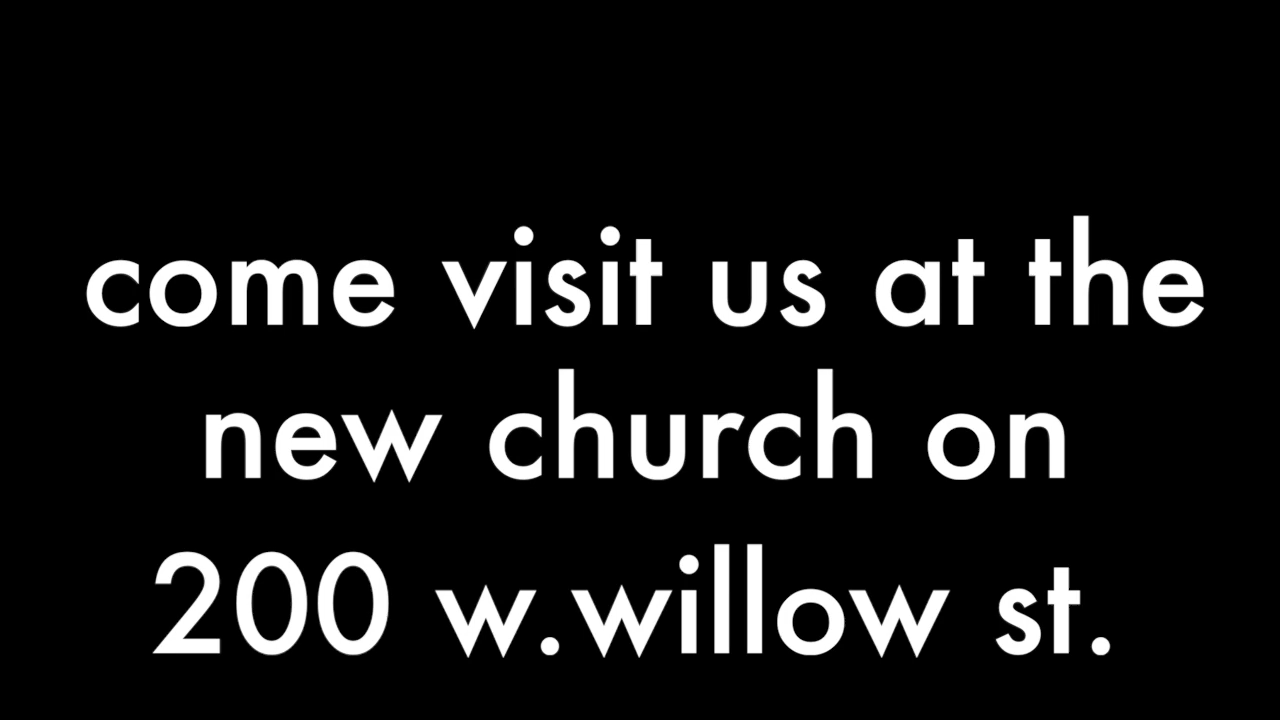 come visit us at the
new church on
200 w.willow st.